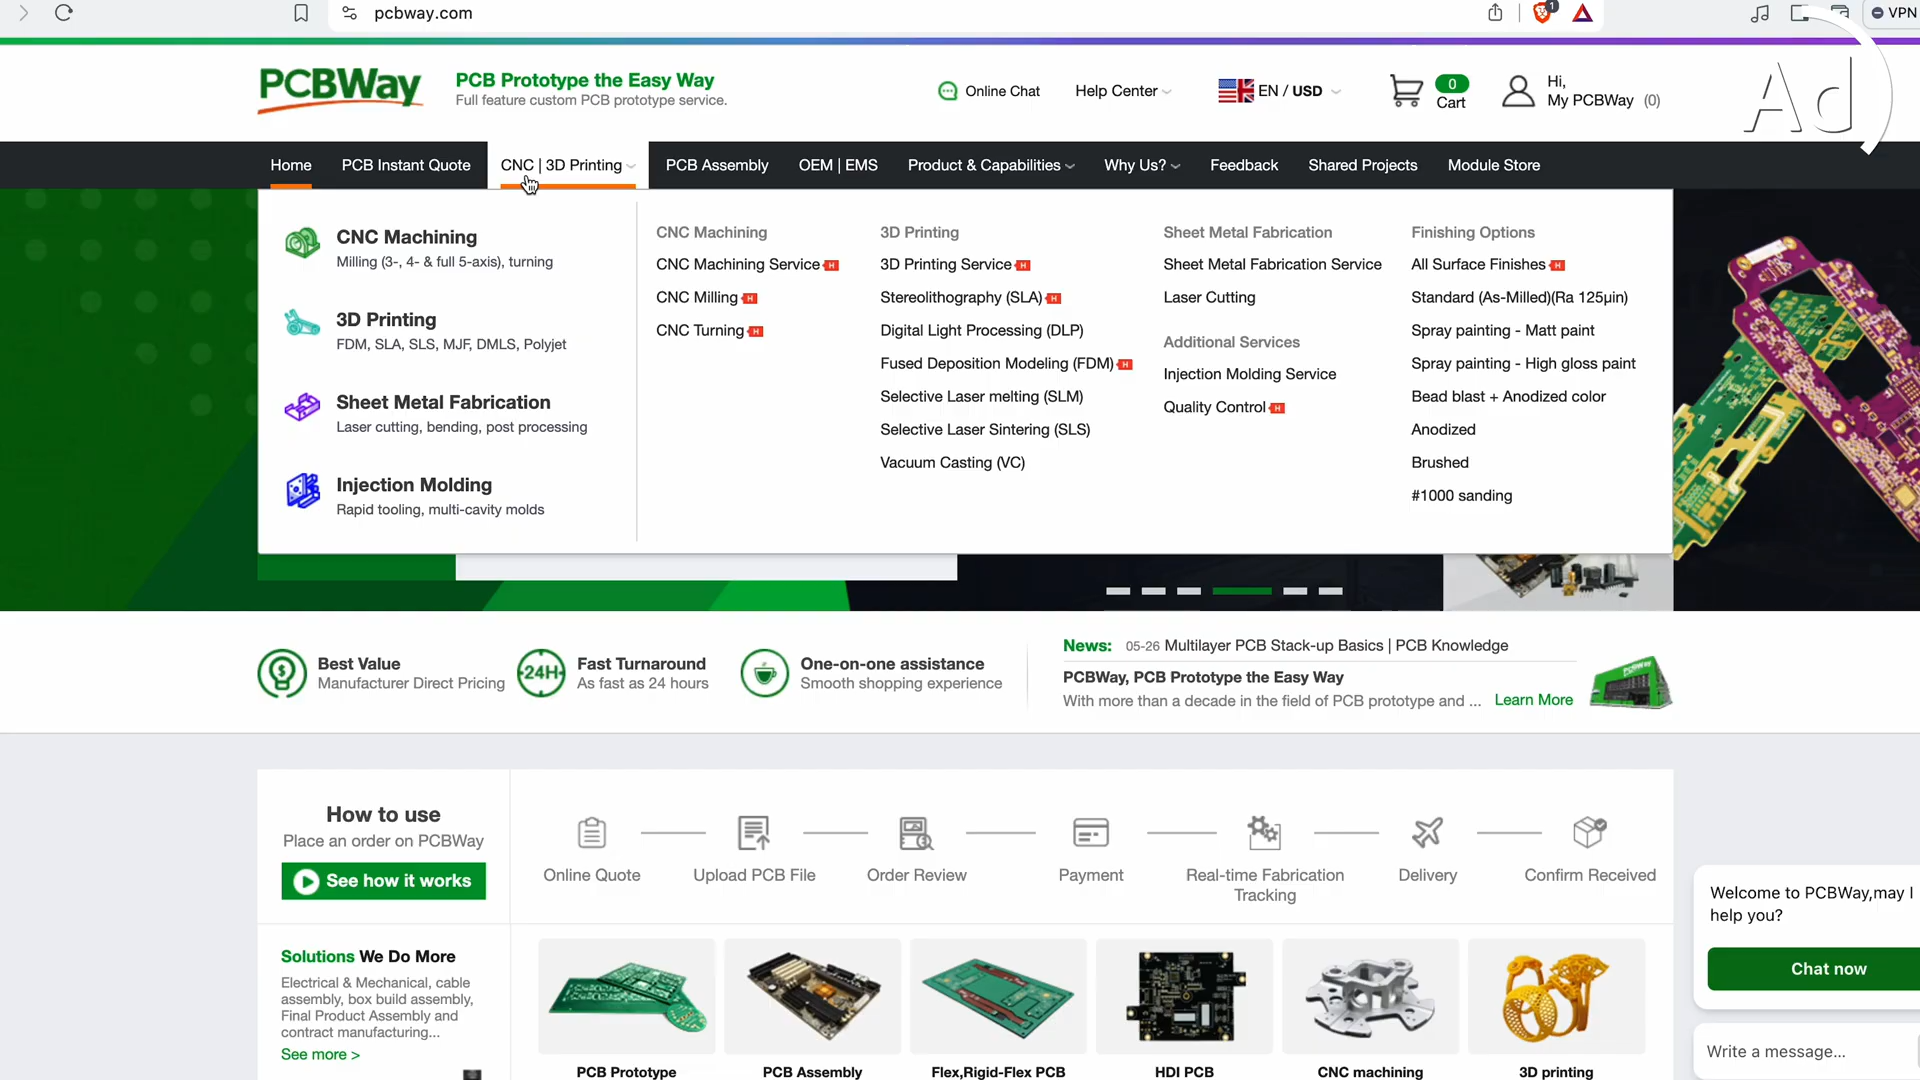 pcbway.com
1
VPN
PCBWay
PCB Prototype the Easy Way
Full feature custom PCB prototype service.
Online Chat
Help Center
EN / USD
0
Cart
Hi,
My PCBWay (0)
Ad
Home
PCB Instant Quote
CNC | 3D Printing
PCB Assembly
OEM | EMS
Product & Capabilities
Why Us?
Feedback
Shared Projects
Module Store
CNC Machining
Milling (3-, 4- & full 5-axis), turning
3D Printing
FDM, SLA, SLS, MJF, DMLS, Polyjet
Sheet Metal Fabrication
Laser cutting, bending, post processing
Injection Molding
Rapid tooling, multi-cavity molds
CNC Machining
CNC Machining Service H
CNC Milling H
CNC Turning H
3D Printing
3D Printing Service H
Stereolithography (SLA) H
Digital Light Processing (DLP)
Fused Deposition Modeling (FDM) H
Selective Laser melting (SLM)
Selective Laser Sintering (SLS)
Vacuum Casting (VC)
Sheet Metal Fabrication
Sheet Metal Fabrication Service
Laser Cutting
Additional Services
Injection Molding Service
Quality Control H
Finishing Options
All Surface Finishes H
Standard (As-Milled)(Ra 125µin)
Spray painting - Matt paint
Spray painting - High gloss paint
Bead blast + Anodized color
Anodized
Brushed
#1000 sanding
Best Value
Manufacturer Direct Pricing
24H
Fast Turnaround
As fast as 24 hours
One-on-one assistance
Smooth shopping experience
News: 05-26 Multilayer PCB Stack-up Basics | PCB Knowledge
PCBWay, PCB Prototype the Easy Way
With more than a decade in the field of PCB prototype and ... Learn More
PCBWay
How to use
Place an order on PCBWay
See how it works
Online Quote
Upload PCB File
Order Review
Payment
Real-time Fabrication
Tracking
Delivery
Confirm Received
Solutions We Do More
Electrical & Mechanical, cable
assembly, box build assembly,
Final Product Assembly and
contract manufacturing...
See more >
PCB Prototype
PCB Assembly
Flex,Rigid-Flex PCB
HDI PCB
CNC machining
3D printing
Welcome to PCBWay,may I
help you?
Chat now
Write a message...